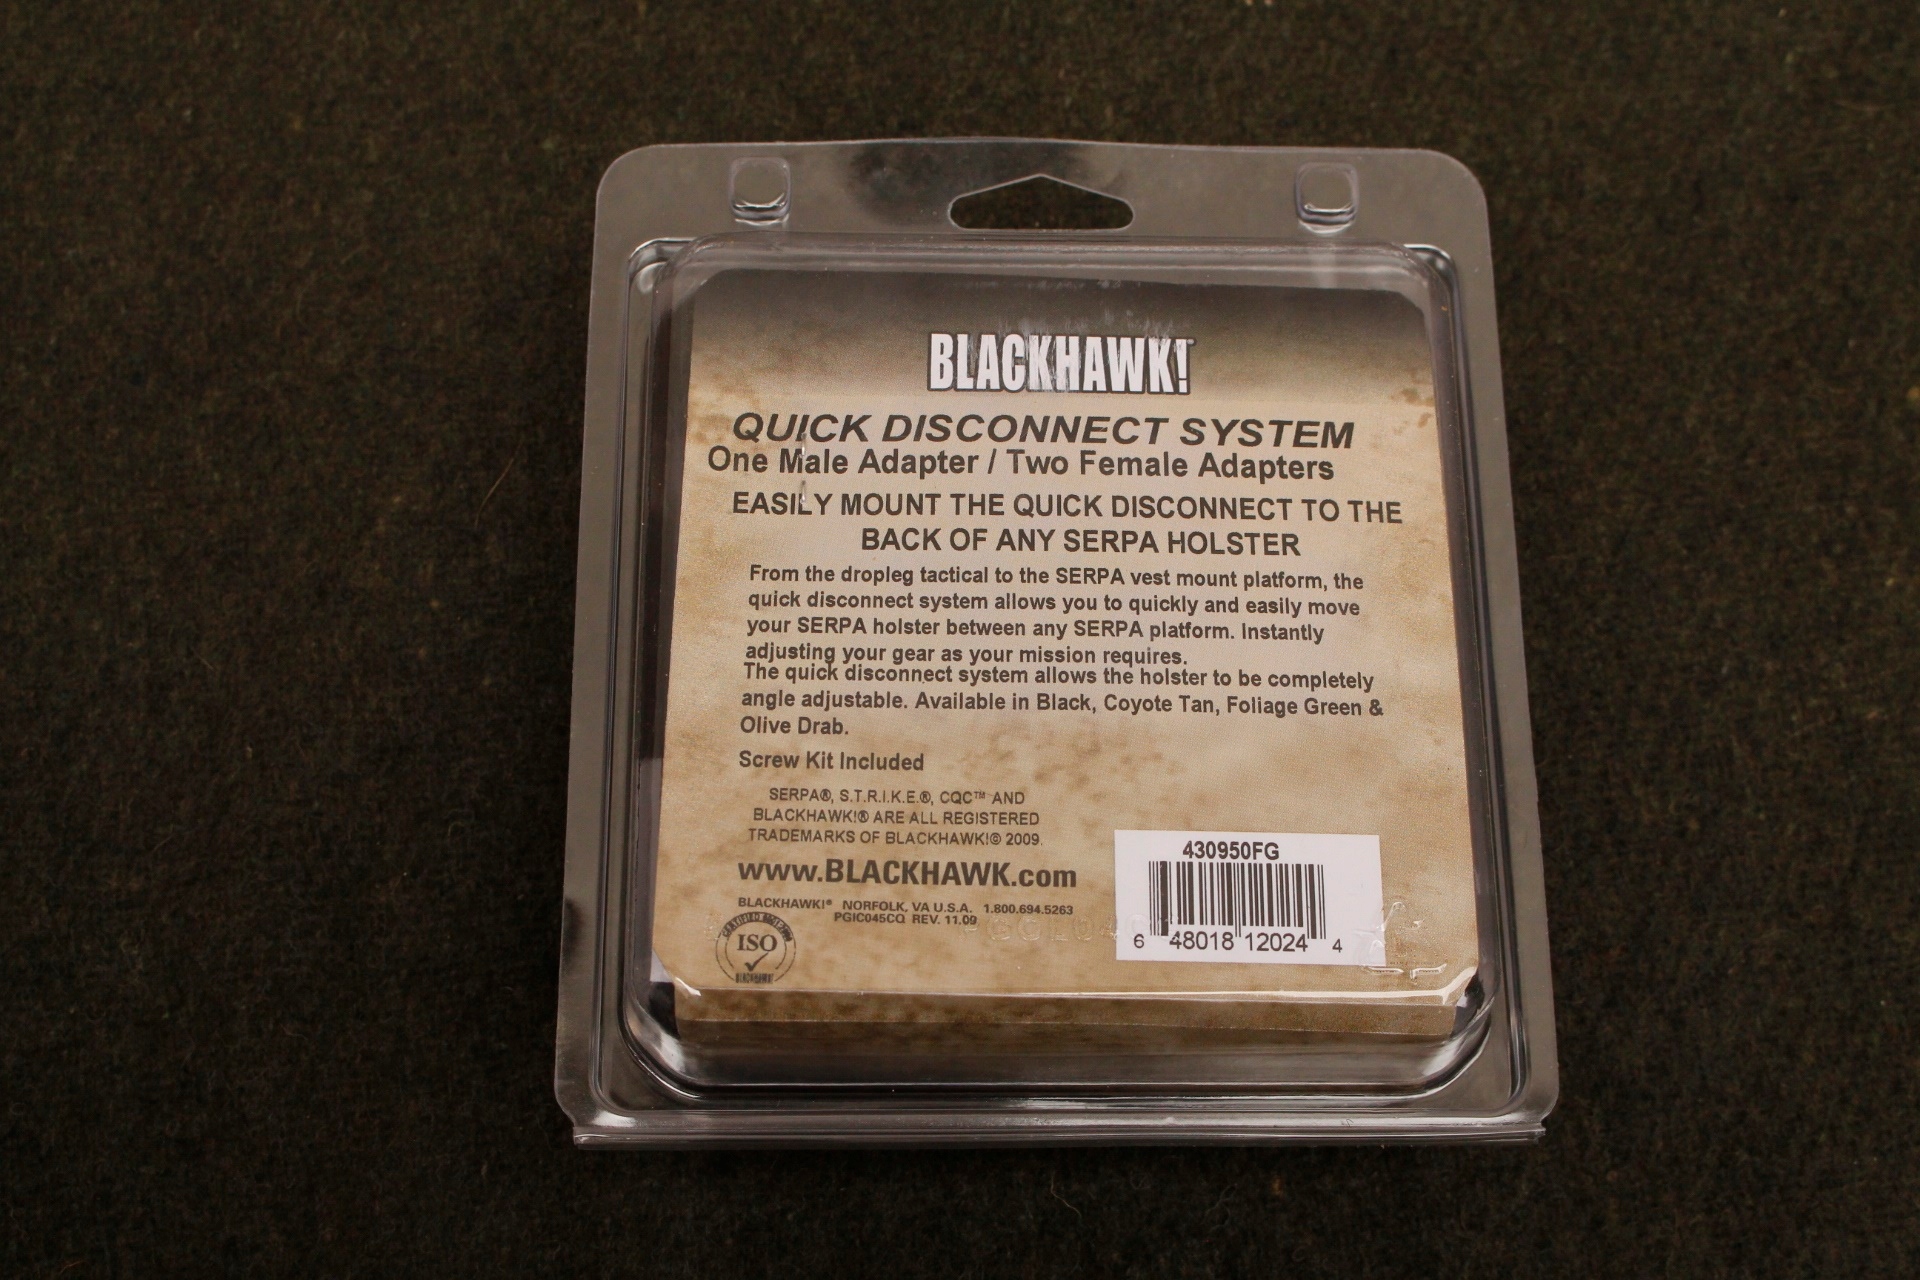 BLACKHAWK!
QUICK DISCONNECT SYSTEM
One Male Adapter / Two Female Adapters
EASILY MOUNT THE QUICK DISCONNECT TO THE
BACK OF ANY SERPA HOLSTER
From the dropleg tactical to the SERPA vest mount platform, the
quick disconnect system allows you to quickly and easily move
your SERPA holster between any SERPA platform. Instantly
adjusting your gear as your mission requires.
The quick disconnect system allows the holster to be completely
angle adjustable. Available in Black, Coyote Tan, Foliage Green &
Olive Drab.
Screw Kit Included
SERPA®, S.T.R.I.K.E.®, CQC™ AND
BLACKHAWK!® ARE ALL REGISTERED
TRADEMARKS OF BLACKHAWK!© 2009.
www.BLACKHAWK.com
BLACKHAWK!® NORFOLK, VA U.S.A. 1.800.694.5263
PGIC045CQ REV. 11.09
ISO
430950FG
6 48018 12024 4